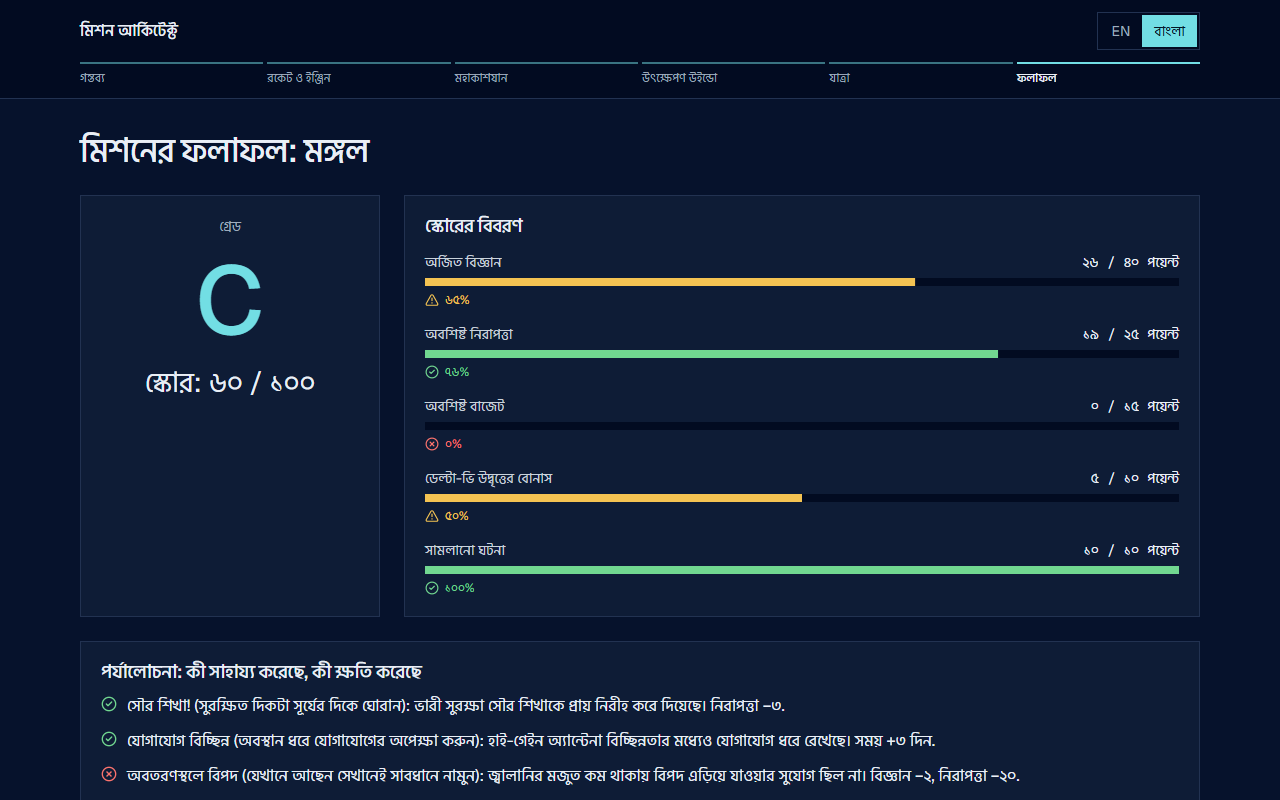 মিশন আর্কিটেক্ট
EN বাংলা
গন্তব্য রকেট ও ইঞ্জিন মহাকাশযান উৎক্ষেপণ উইন্ডো যাত্রা ফলাফল
মিশনের ফলাফল: মঙ্গল
গ্রেড
C
স্কোর: ৬০ / ১০০
স্কোরের বিবরণ
অর্জিত বিজ্ঞান ২৬ / ৪০ পয়েন্ট
৬৫%
অবশিষ্ট নিরাপত্তা ১৯ / ২৫ পয়েন্ট
৭৬%
অবশিষ্ট বাজেট ০ / ১৫ পয়েন্ট
০%
ডেল্টা-ভি উদ্বৃত্তের বোনাস ৫ / ১০ পয়েন্ট
৫০%
সামলানো ঘটনা ১০ / ১০ পয়েন্ট
১০০%
পর্যালোচনা: কী সাহায্য করেছে, কী ক্ষতি করেছে
সৌর শিখা! (সুরক্ষিত দিকটা সূর্যের দিকে ঘোরান): ভারী সুরক্ষা সৌর শিখাকে প্রায় নিরীহ করে দিয়েছে। নিরাপত্তা −৩.
যোগাযোগ বিচ্ছিন্ন (অবস্থান ধরে যোগাযোগের অপেক্ষা করুন): হাই-গেইন অ্যান্টেনা বিচ্ছিন্নতার মধ্যেও যোগাযোগ ধরে রেখেছে। সময় +৩ দিন.
অবতরণস্থলে বিপদ (যেখানে আছেন সেখানেই সাবধানে নামুন): জ্বালানির মজুত কম থাকায় বিপদ এড়িয়ে যাওয়ার সুযোগ ছিল না। বিজ্ঞান −২, নিরাপত্তা −২০.